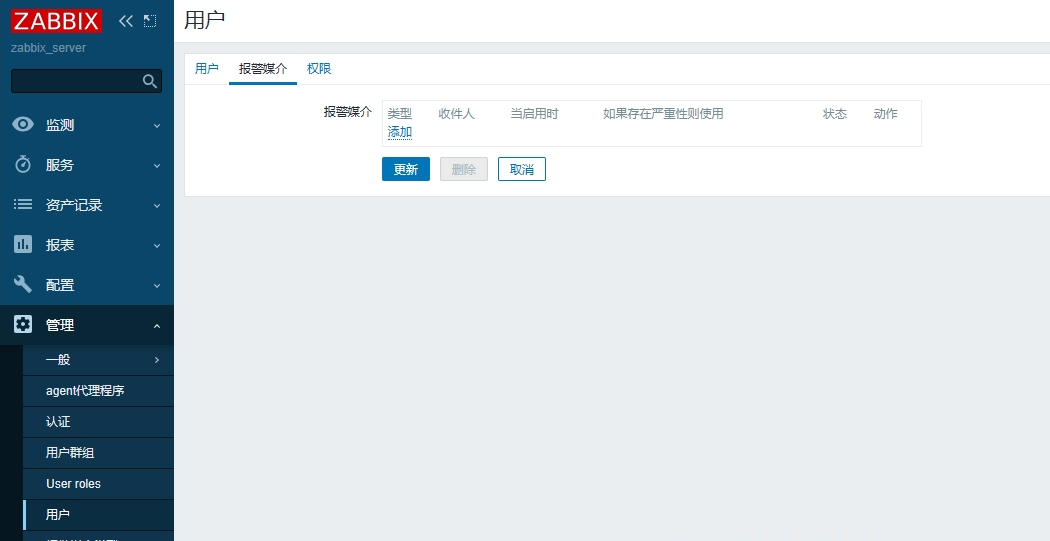 ZABBIX
zabbix_server
监测
服务
资产记录
报表
配置
管理
一般
agent代理程序
认证
用户群组
User roles
用户
用户
用户 报警媒介 权限
报警媒介 类型 收件人 当启用时 如果存在严重性则使用 状态 动作
添加
更新 删除 取消